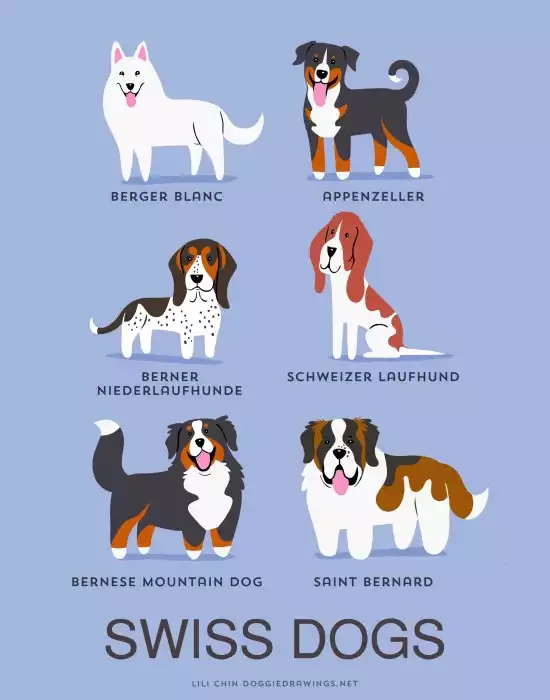 BERGER BLANC
APPENZELLER
BERNER
NIEDERLAUFHUNDE
SCHWEIZER LAUFHUND
BERNESE MOUNTAIN DOG
SAINT BERNARD
SWISS DOGS
LILI CHIN DOGGIEDRAWINGS.NET